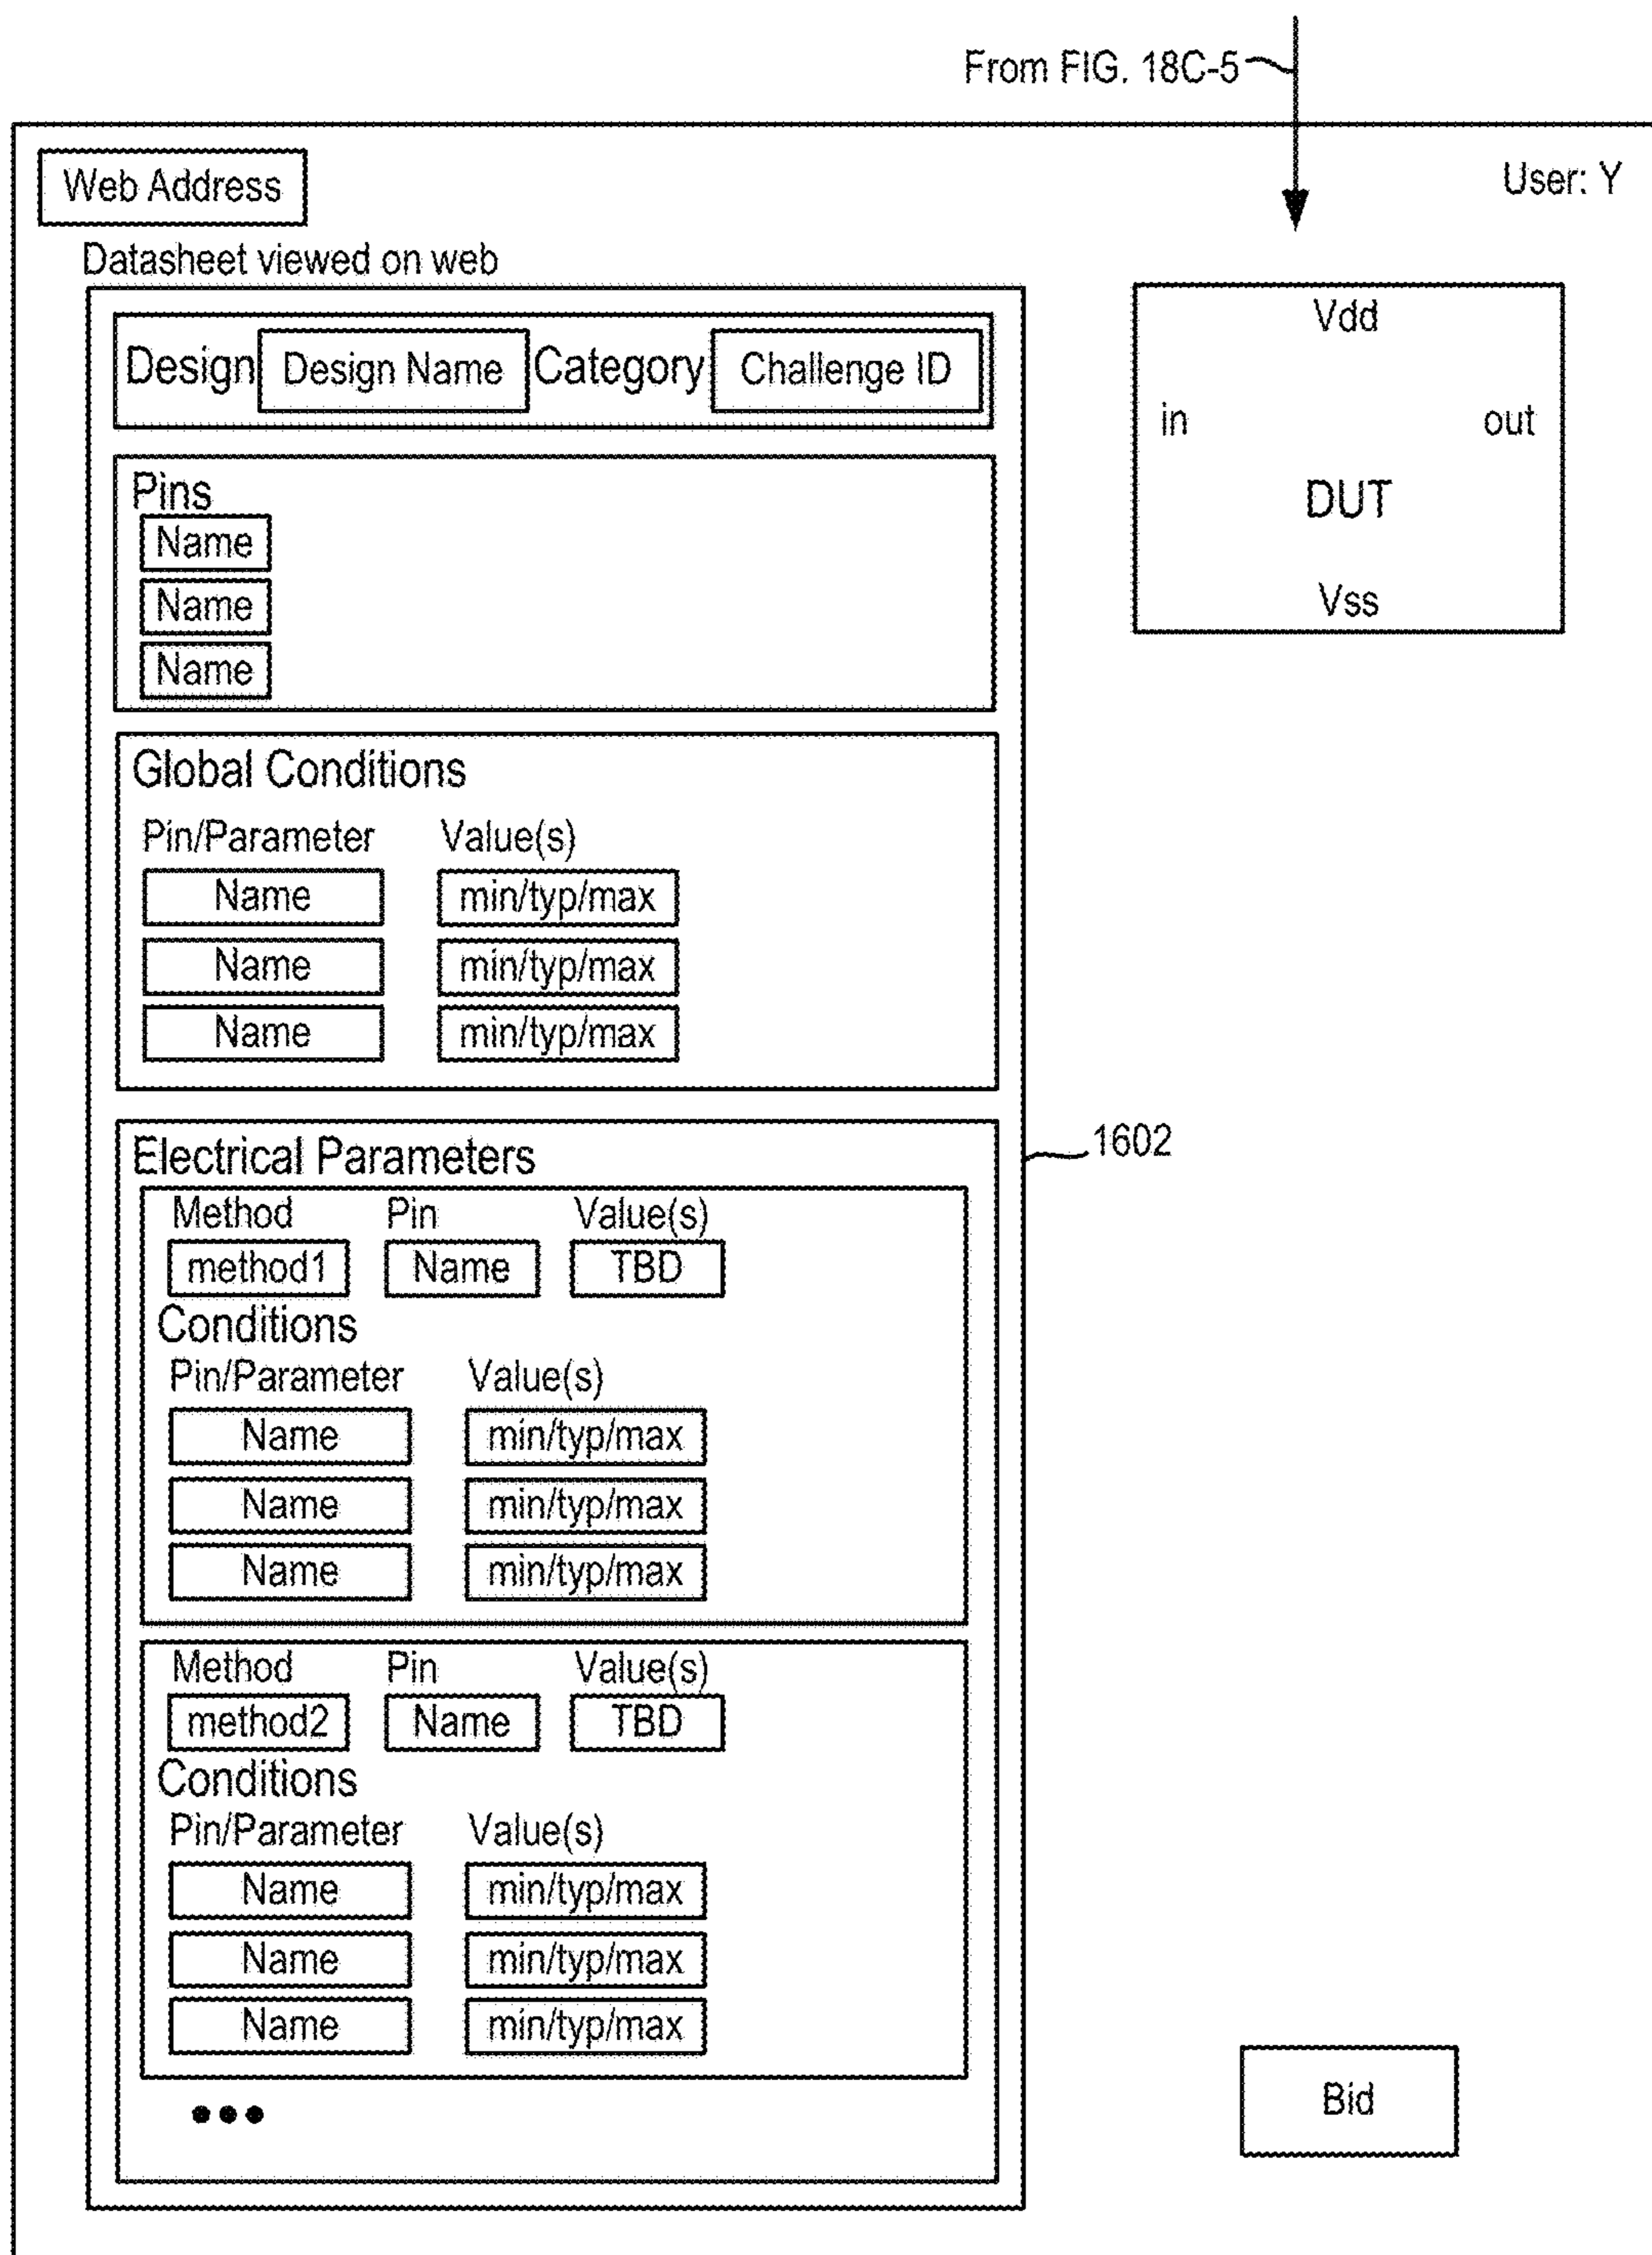 From FIG. 18C-5
Web Address
User: Y
Datasheet viewed on web
Design Design Name Category Challenge ID
Vdd
in out
DUT
Vss
Pins
Name
Name
Name
Global Conditions
Pin/Parameter Value(s)
Name min/typ/max
Name min/typ/max
Name min/typ/max
1602
Electrical Parameters
Method Pin Value(s)
method1 Name TBD
Conditions
Pin/Parameter Value(s)
Name min/typ/max
Name min/typ/max
Name min/typ/max
Method Pin Value(s)
method2 Name TBD
Conditions
Pin/Parameter Value(s)
Name min/typ/max
Name min/typ/max
Name min/typ/max
•••
Bid